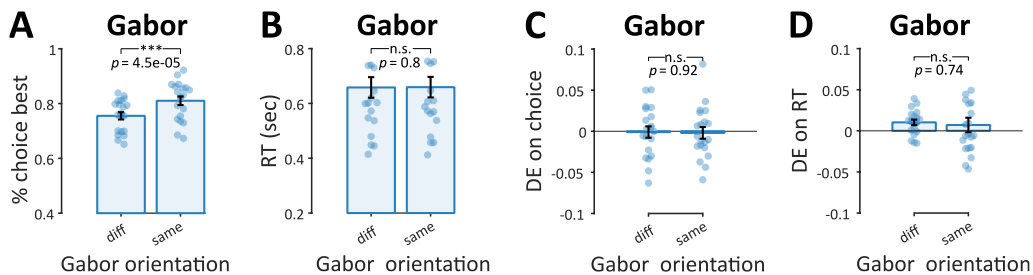 A Gabor
1
***
p = 4.5e-05
0.8
0.6
0.4
% choice best
diff same
Gabor orientation
B Gabor
0.8
n.s.
p = 0.8
0.6
0.4
0.2
RT (sec)
diff same
Gabor orientation
C Gabor
0.1
n.s.
p = 0.92
0.05
0
-0.05
-0.1
DE on choice
diff same
Gabor orientation
D Gabor
0.1
n.s.
p = 0.74
0.05
0
-0.05
-0.1
DE on RT
diff same
Gabor orientation